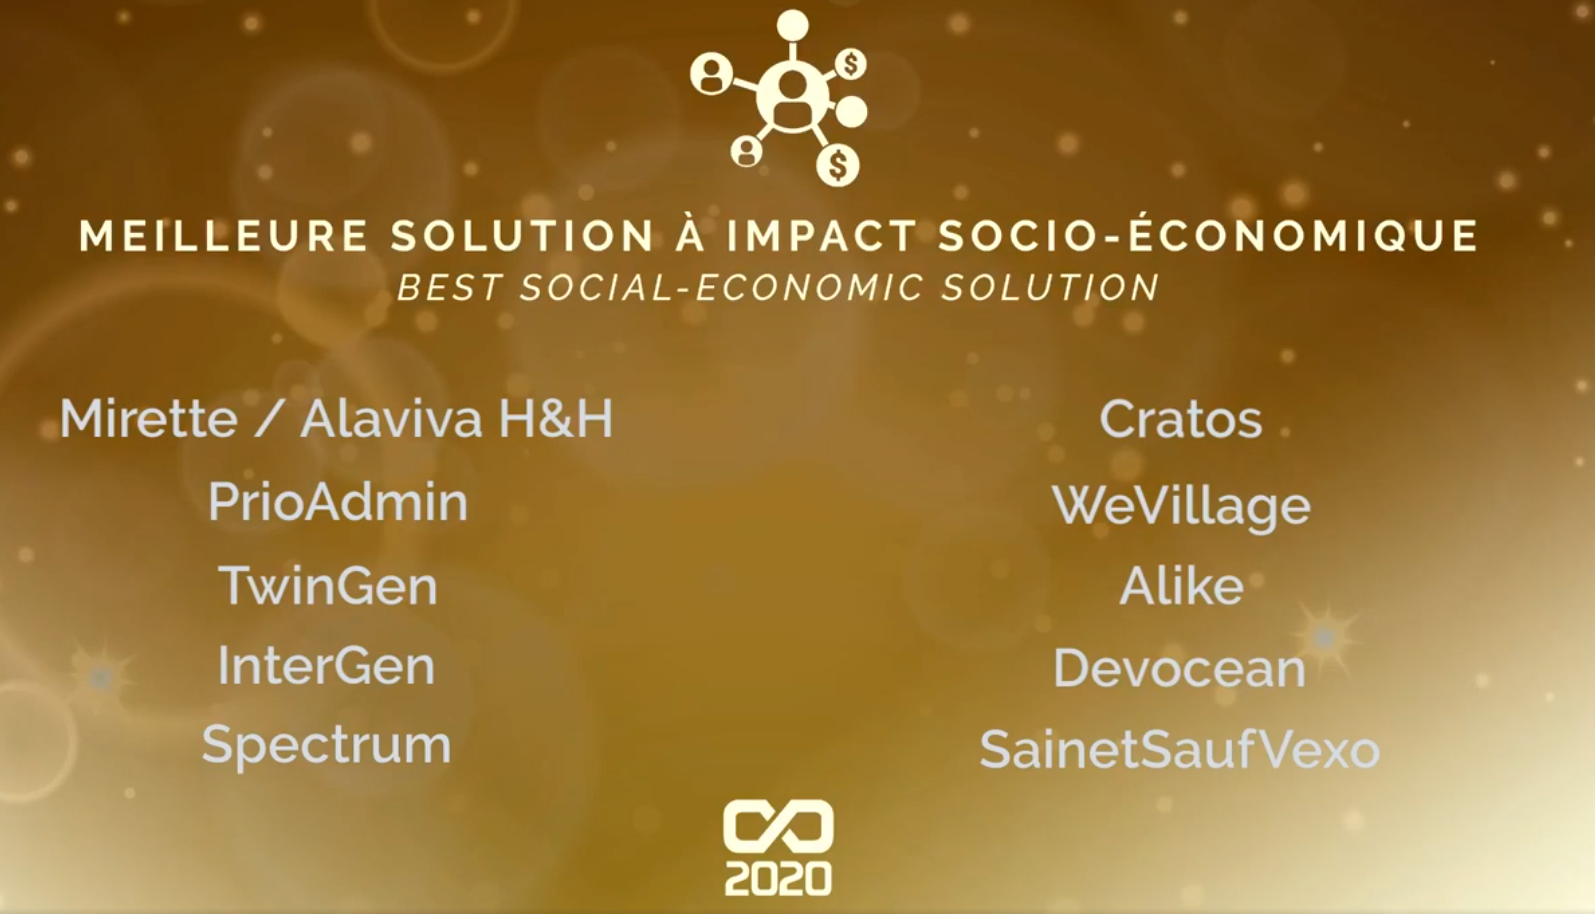 MEILLEURE SOLUTION À IMPACT SOCIO-ÉCONOMIQUE
BEST SOCIAL-ECONOMIC SOLUTION
Mirette / Alaviva H&H
PrioAdmin
TwinGen
InterGen
Spectrum
Cratos
WeVillage
Alike
Devocean
SainetSaufVexo
2020